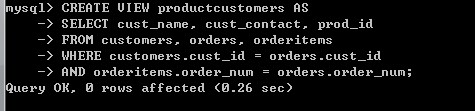 mysql> CREATE VIEW productcustomers AS
-> SELECT cust_name, cust_contact, prod_id
-> FROM customers, orders, orderitems
-> WHERE customers.cust_id = orders.cust_id
-> AND orderitems.order_num = orders.order_num;
Query OK, 0 rows affected (0.26 sec)